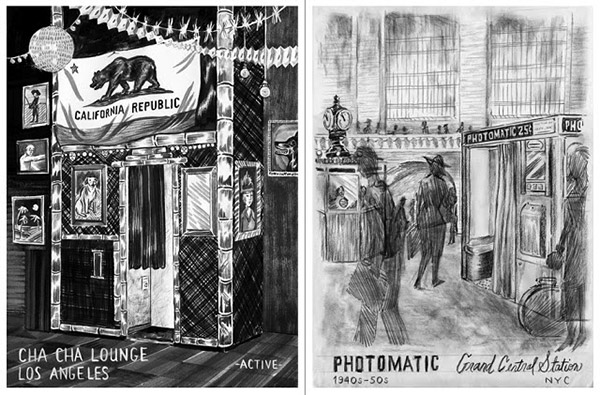 CALIFORNIA REPUBLIC
CHA CHA LOUNGE
LOS ANGELES
-ACTIVE-
PHOTOMATIC 25¢
PHO
PHOTOMATIC
1940s-50s
Grand Central Station
NYC